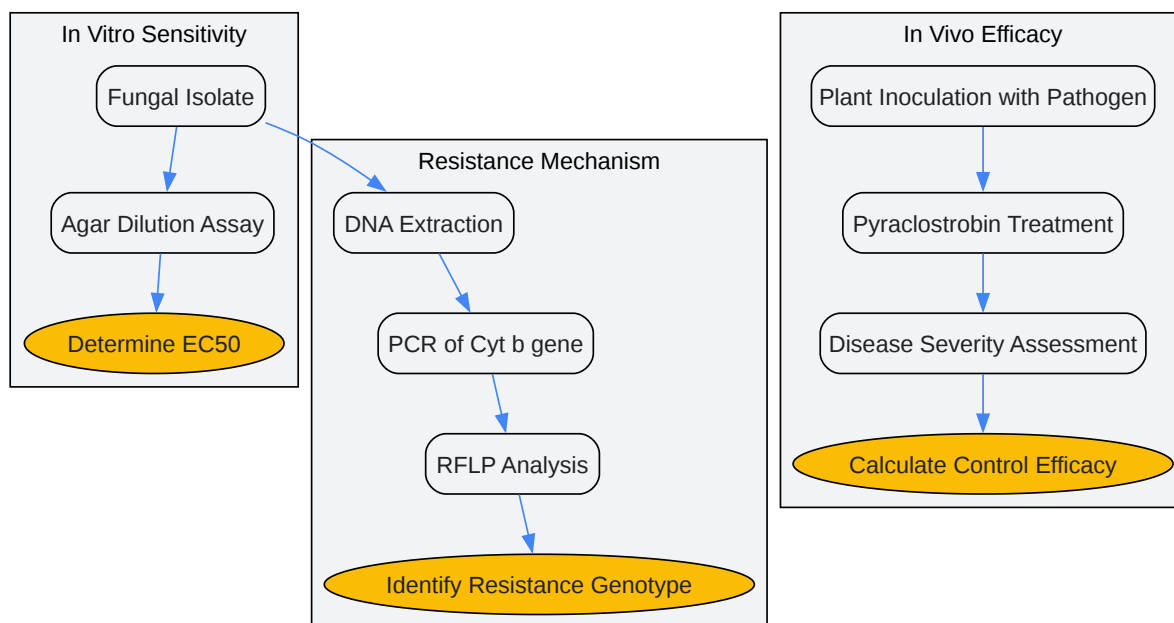 In Vitro Sensitivity
Fungal Isolate
Agar Dilution Assay
Determine EC50
Resistance Mechanism
DNA Extraction
PCR of Cyt b gene
RFLP Analysis
Identify Resistance Genotype
In Vivo Efficacy
Plant Inoculation with Pathogen
Pyraclostrobin Treatment
Disease Severity Assessment
Calculate Control Efficacy